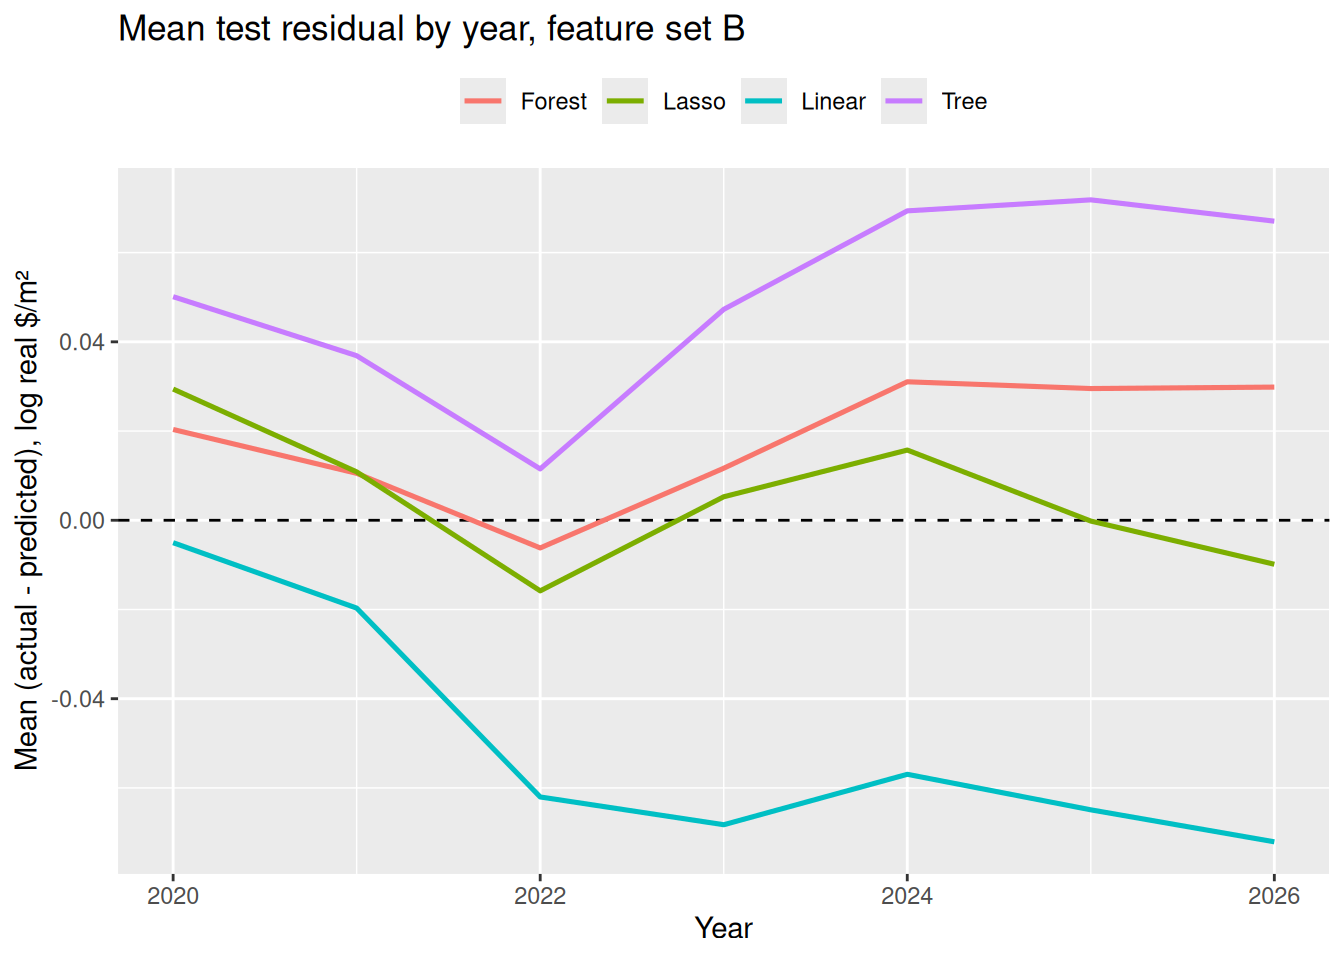 Mean test residual by year, feature set B
Forest Lasso Linear Tree
Mean (actual - predicted), log real $/m²
0.04
0.00
-0.04
2020 2022 2024 2026
Year